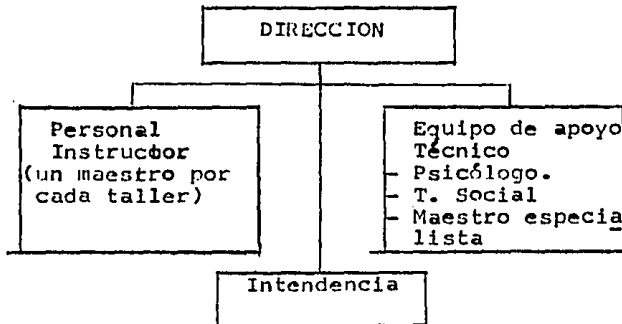 DIRECCION
Personal
Instructor
(un maestro por
cada taller)
Equipo de apoyo
Técnico
- Psicólogo.
- T. Social
- Maestro especia
lista
Intendencia